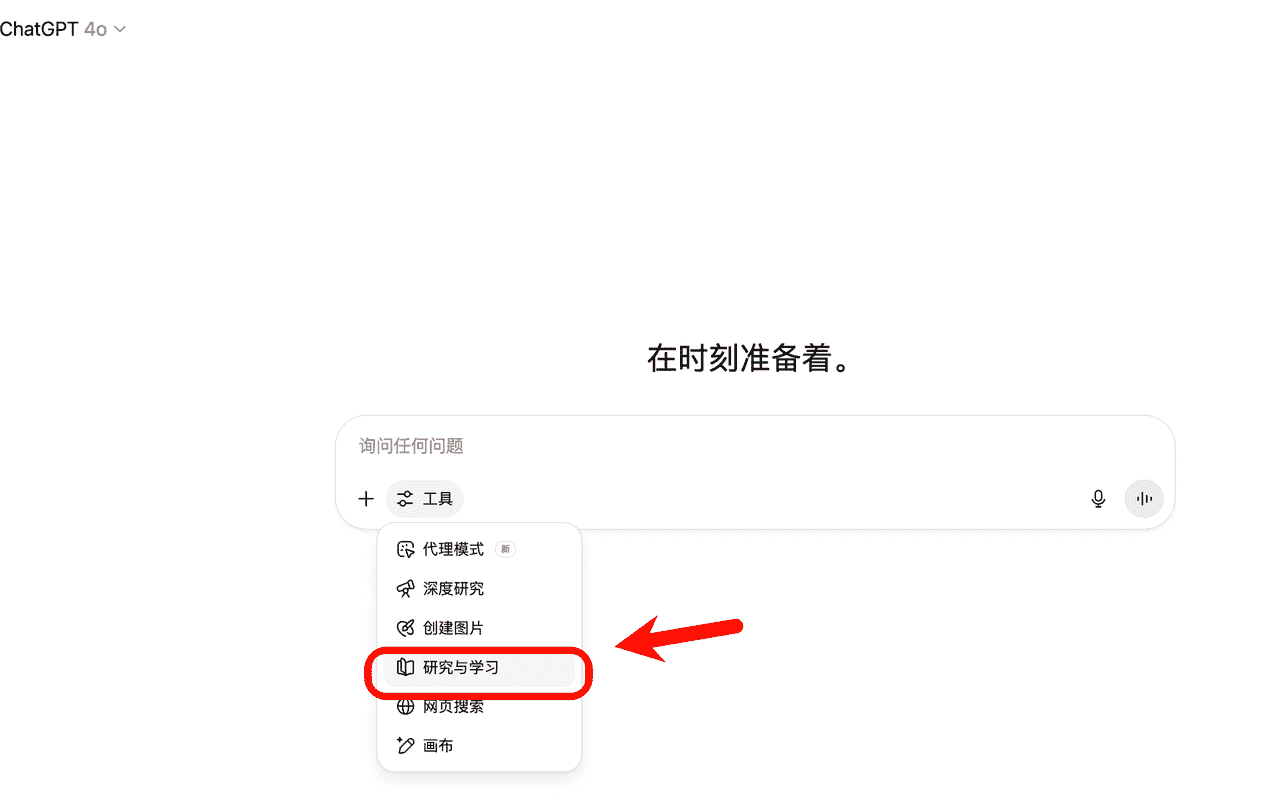 ChatGPT 4o
在时刻准备着。
询问任何问题
工具
代理模式 新
深度研究
创建图片
研究与学习
网页搜索
画布